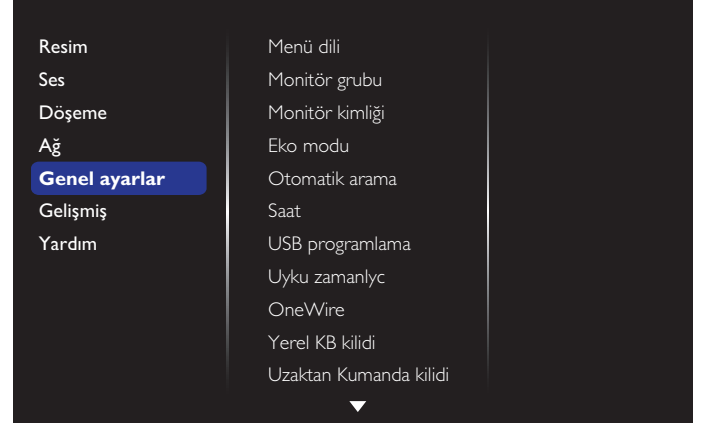 Resim
Ses
Döşeme
Ağ
Genel ayarlar
Gelişmiş
Yardım
Menü dili
Monitör grubu
Monitör kimliği
Eko modu
Otomatik arama
Saat
USB programlama
Uyku zamanlyc
OneWire
Yerel KB kilidi
Uzaktan Kumanda kilidi